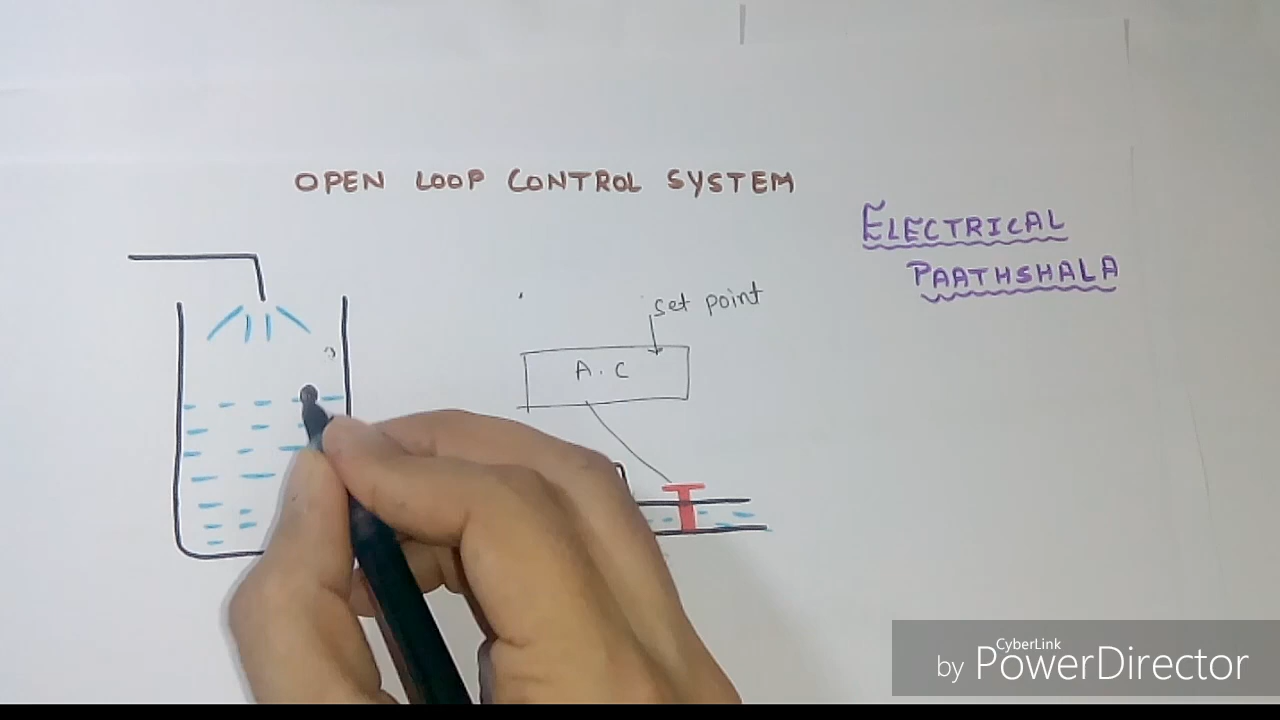 OPEN LOOP CONTROL SYSTEM
ELECTRICAL
PAATHSHALA
set point
A.C
CyberLink
by PowerDirector